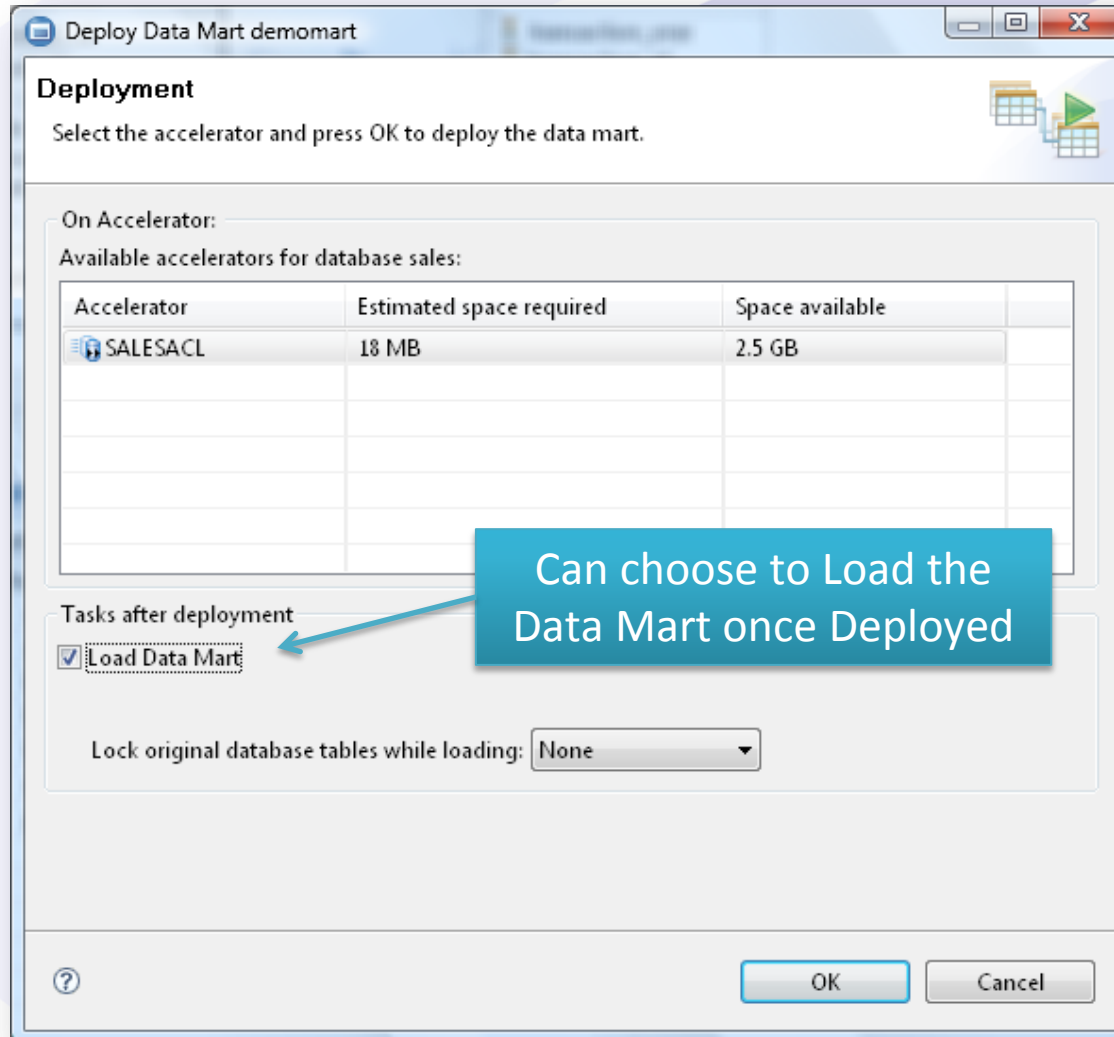 Deploy Data Mart demomart
Deployment
Select the accelerator and press OK to deploy the data mart.
On Accelerator:
Available accelerators for database sales:
Accelerator Estimated space required Space available
SALESACL 18 MB 2.5 GB
Can choose to Load the
Data Mart once Deployed
Tasks after deployment
Load Data Mart
Lock original database tables while loading: None
OK Cancel